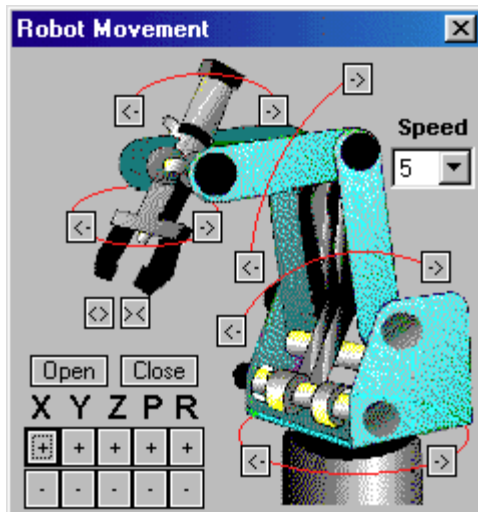 Robot Movement
<- ->
->
Speed
5
<- ->
<-
->
<-
<> ><
Open Close
X Y Z P R
+ + + + +
<- ->
- - - - -